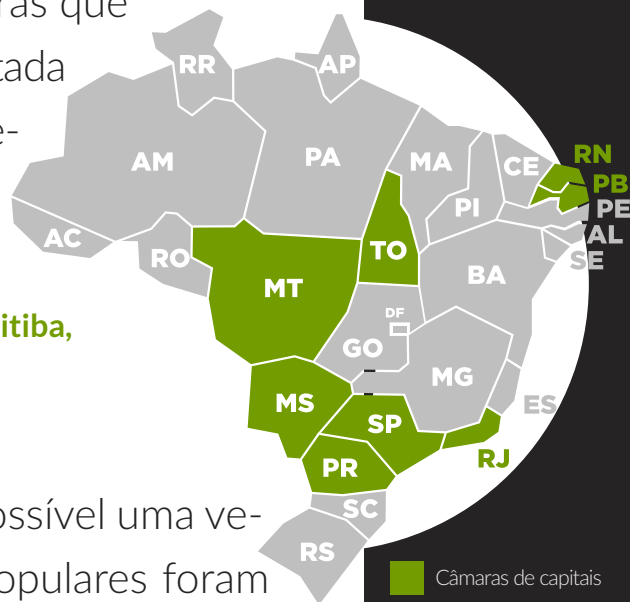 ras que
tada
e-
itiba,
ossível uma ve-
opulares foram
RR
AP
AM
PA
MA
CE
RN
PB
PI
PE
AL
SE
AC
RO
TO
BA
MT
DF
GO
MG
ES
MS
SP
RJ
PR
SC
RS
Câmaras de capitais